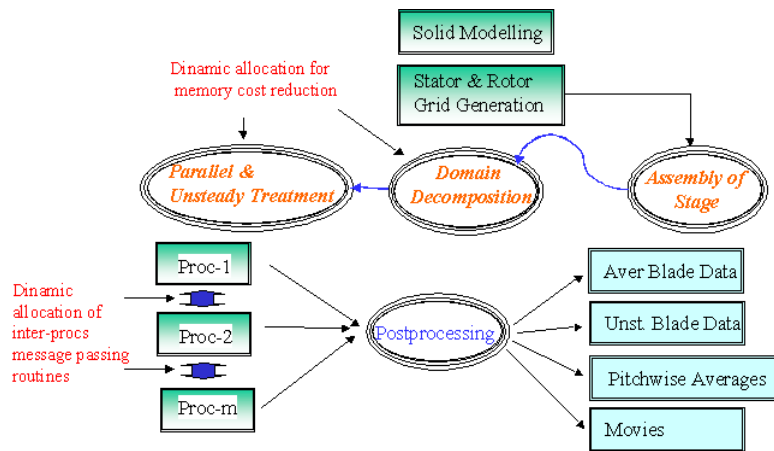 Solid Modelling
Dinamic allocation for
memory cost reduction
Stator & Rotor
Grid Generation
Parallel &
Unsteady Treatment
Domain
Decomposition
Assembly of
Stage
Proc-1
Dinamic
allocation of
inter-procs
message passing
routines
Proc-2
Proc-m
Postprocessing
Aver Blade Data
Unst. Blade Data
Pitchwise Averages
Movies